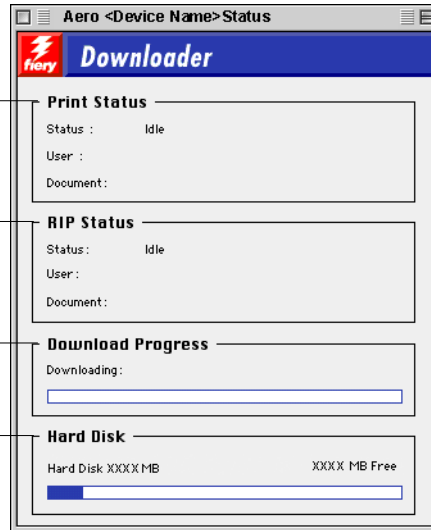 Aero <Device Name>Status
fiery
Downloader
Print Status
Status : Idle
User :
Document:
RIP Status
Status: Idle
User:
Document:
Download Progress
Downloading:
Hard Disk
Hard Disk XXXX MB XXXX MB Free